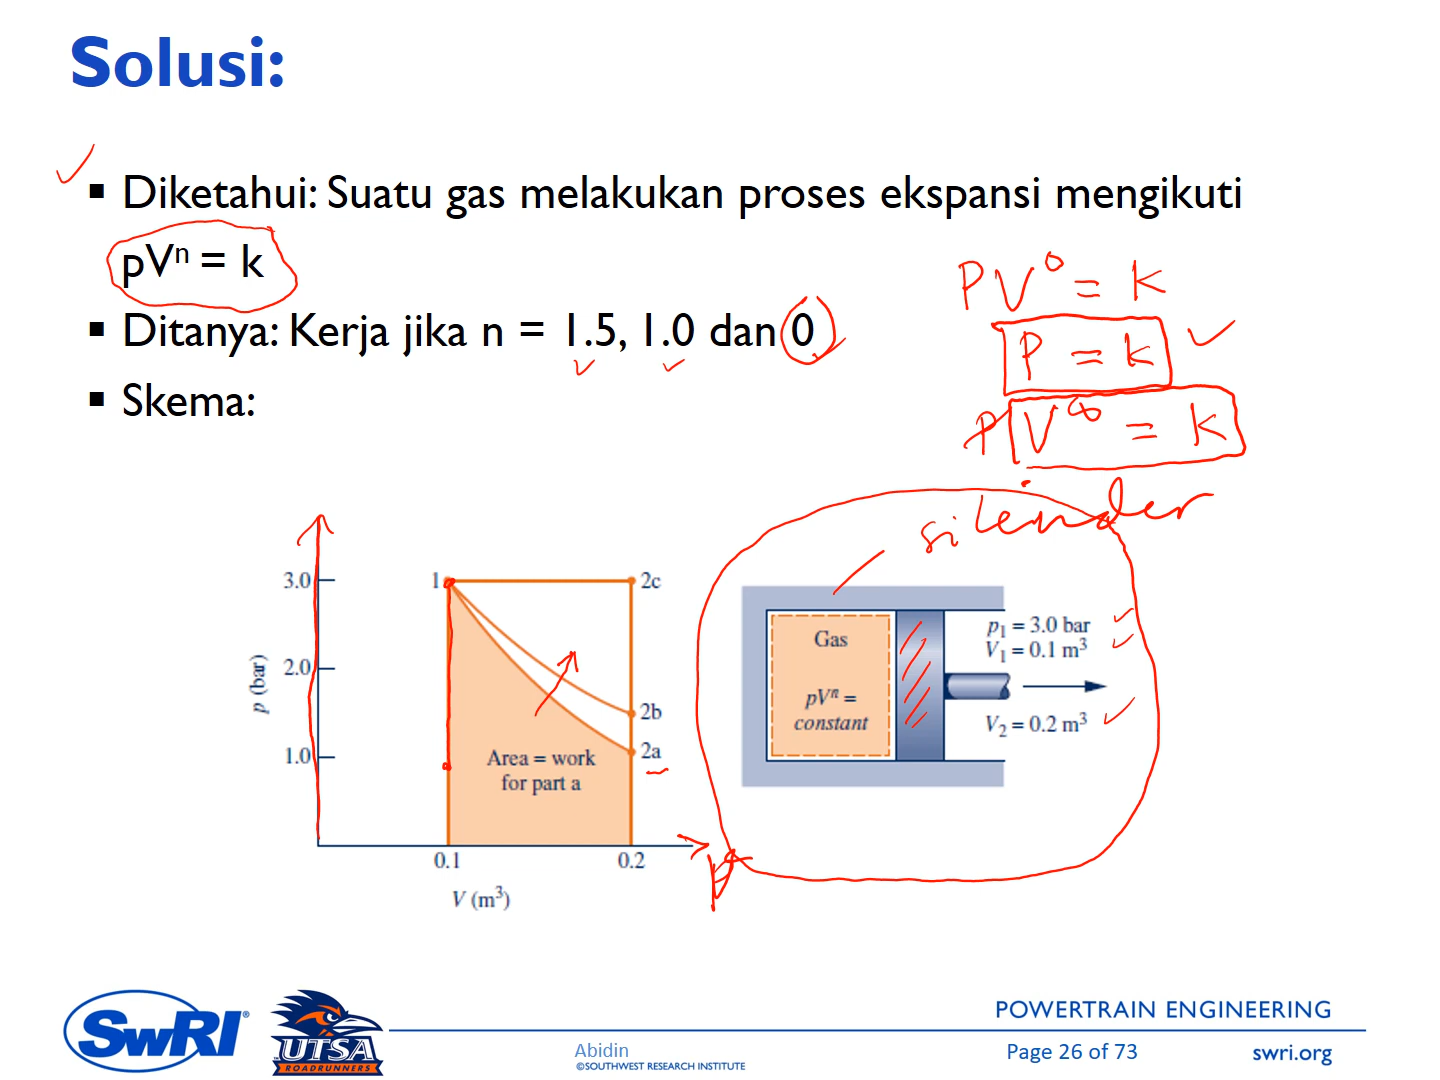 Solusi:
▪ Diketahui: Suatu gas melakukan proses ekspansi mengikuti
pVⁿ = k
▪ Ditanya: Kerja jika n = 1.5, 1.0 dan 0
▪ Skema:
PV⁰ = k
P = k
PV^∞ = k
silender
3.0
2.0
1.0
p (bar)
1
2c
2b
2a
Area = work
for part a
0.1
0.2
V (m³)
Gas
pVⁿ =
constant
p₁ = 3.0 bar
V₁ = 0.1 m³
V₂ = 0.2 m³
SwRI®
UTSA
ROADRUNNERS
Abidin
©SOUTHWEST RESEARCH INSTITUTE
POWERTRAIN ENGINEERING
Page 26 of 73
swri.org